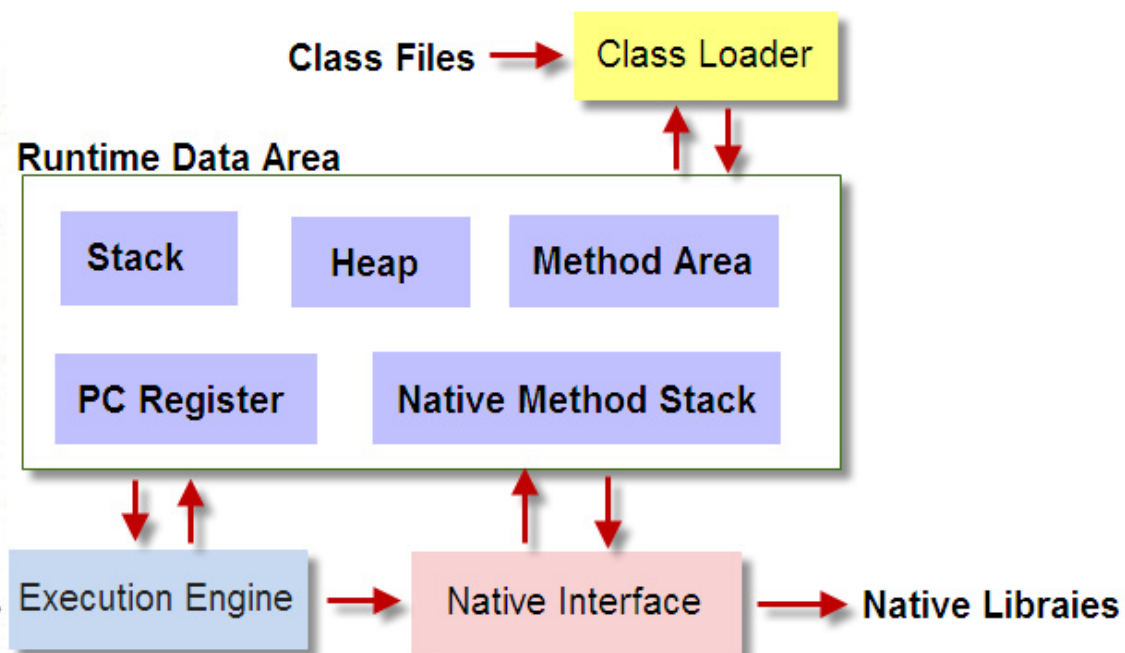 Class Files
Class Loader
Runtime Data Area
Stack
Heap
Method Area
PC Register
Native Method Stack
Execution Engine
Native Interface
Native Libraies